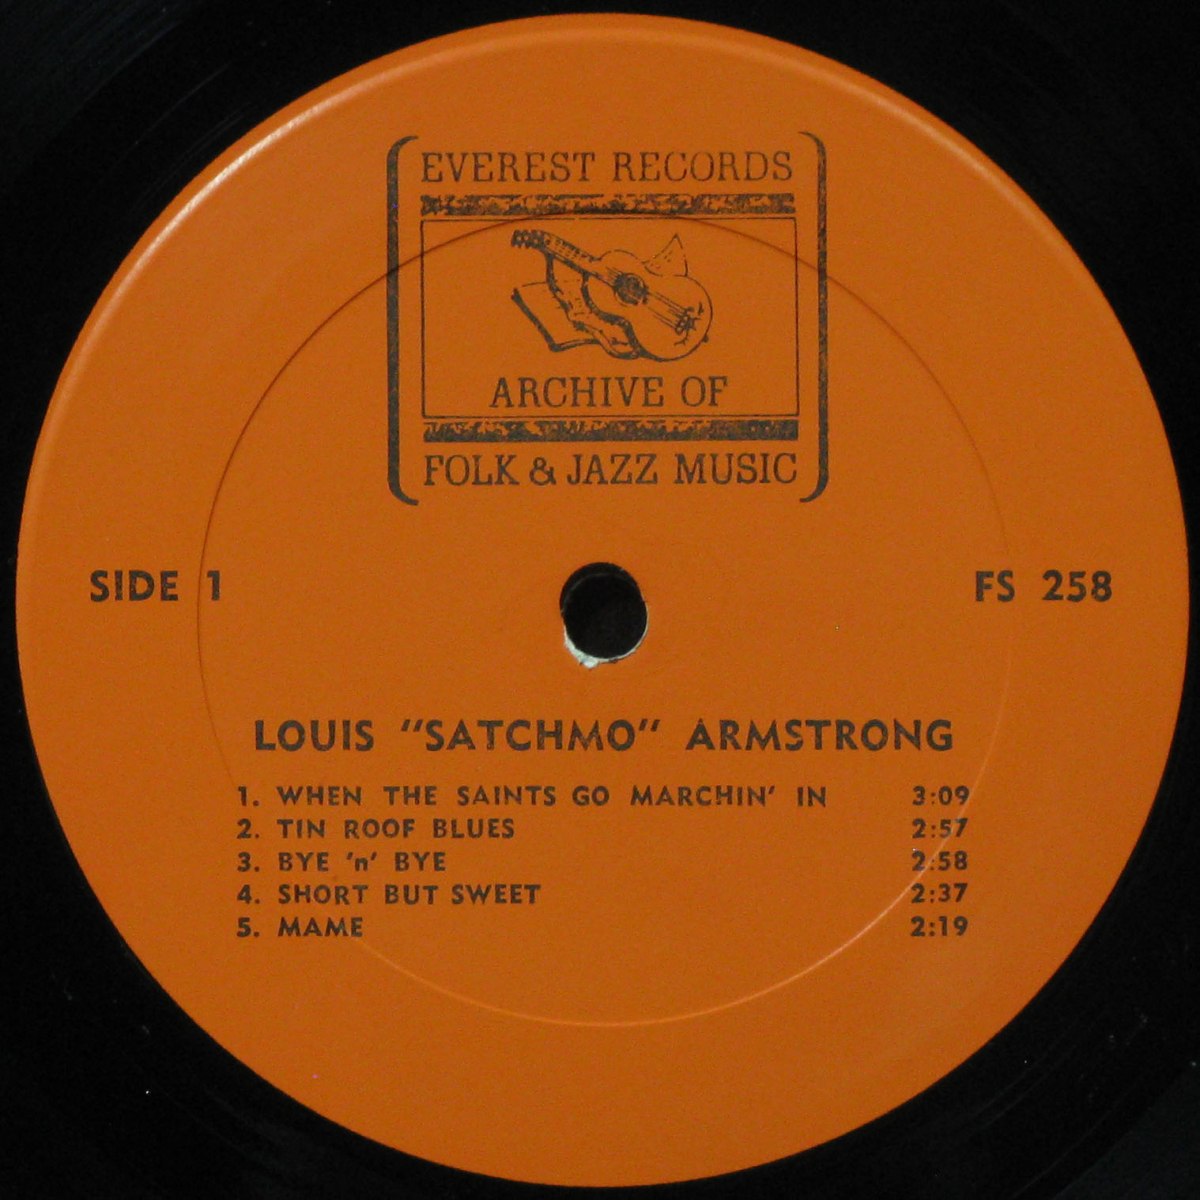 EVEREST RECORDS
ARCHIVE OF
FOLK & JAZZ MUSIC
SIDE 1
FS 258
LOUIS "SATCHMO" ARMSTRONG
1. WHEN THE SAINTS GO MARCHIN' IN 3:09
2. TIN ROOF BLUES 2:57
3. BYE 'n' BYE 2:58
4. SHORT BUT SWEET 2:37
5. MAME 2:19